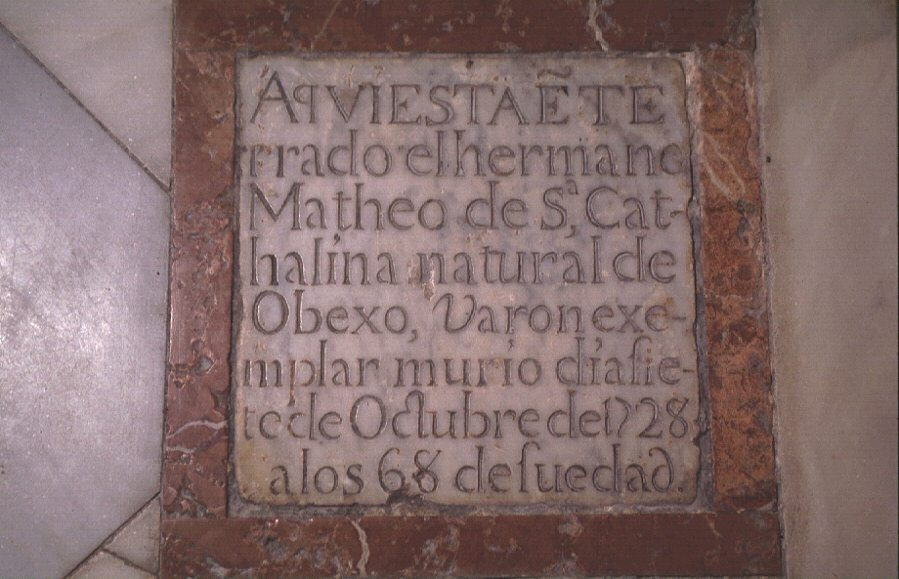 AqVIESTAẼTE
rrado el hermano
Matheo de S.ª Cat-
halina natural de
Obexo, Varon exe-
mplar murio dia ſie-
te de Octubre de 1728
a los 68 de ſu edad.